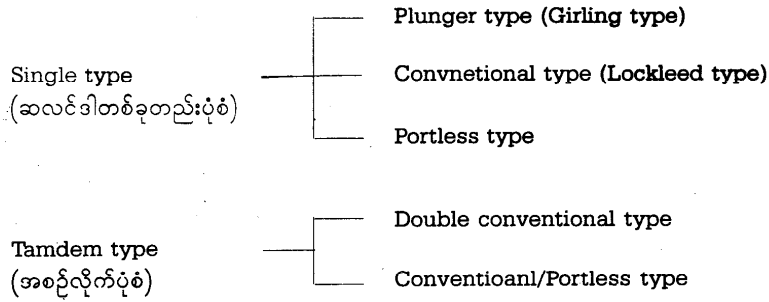 Plunger type (Girling type)
Single type
(ဆလင်ဒါတစ်ခုတည်းပုံစံ)
Convnetional type (Lockleed type)
Portless type
Double conventional type
Tamdem type
(အစဉ်လိုက်ပုံစံ)
Conventioanl/Portless type